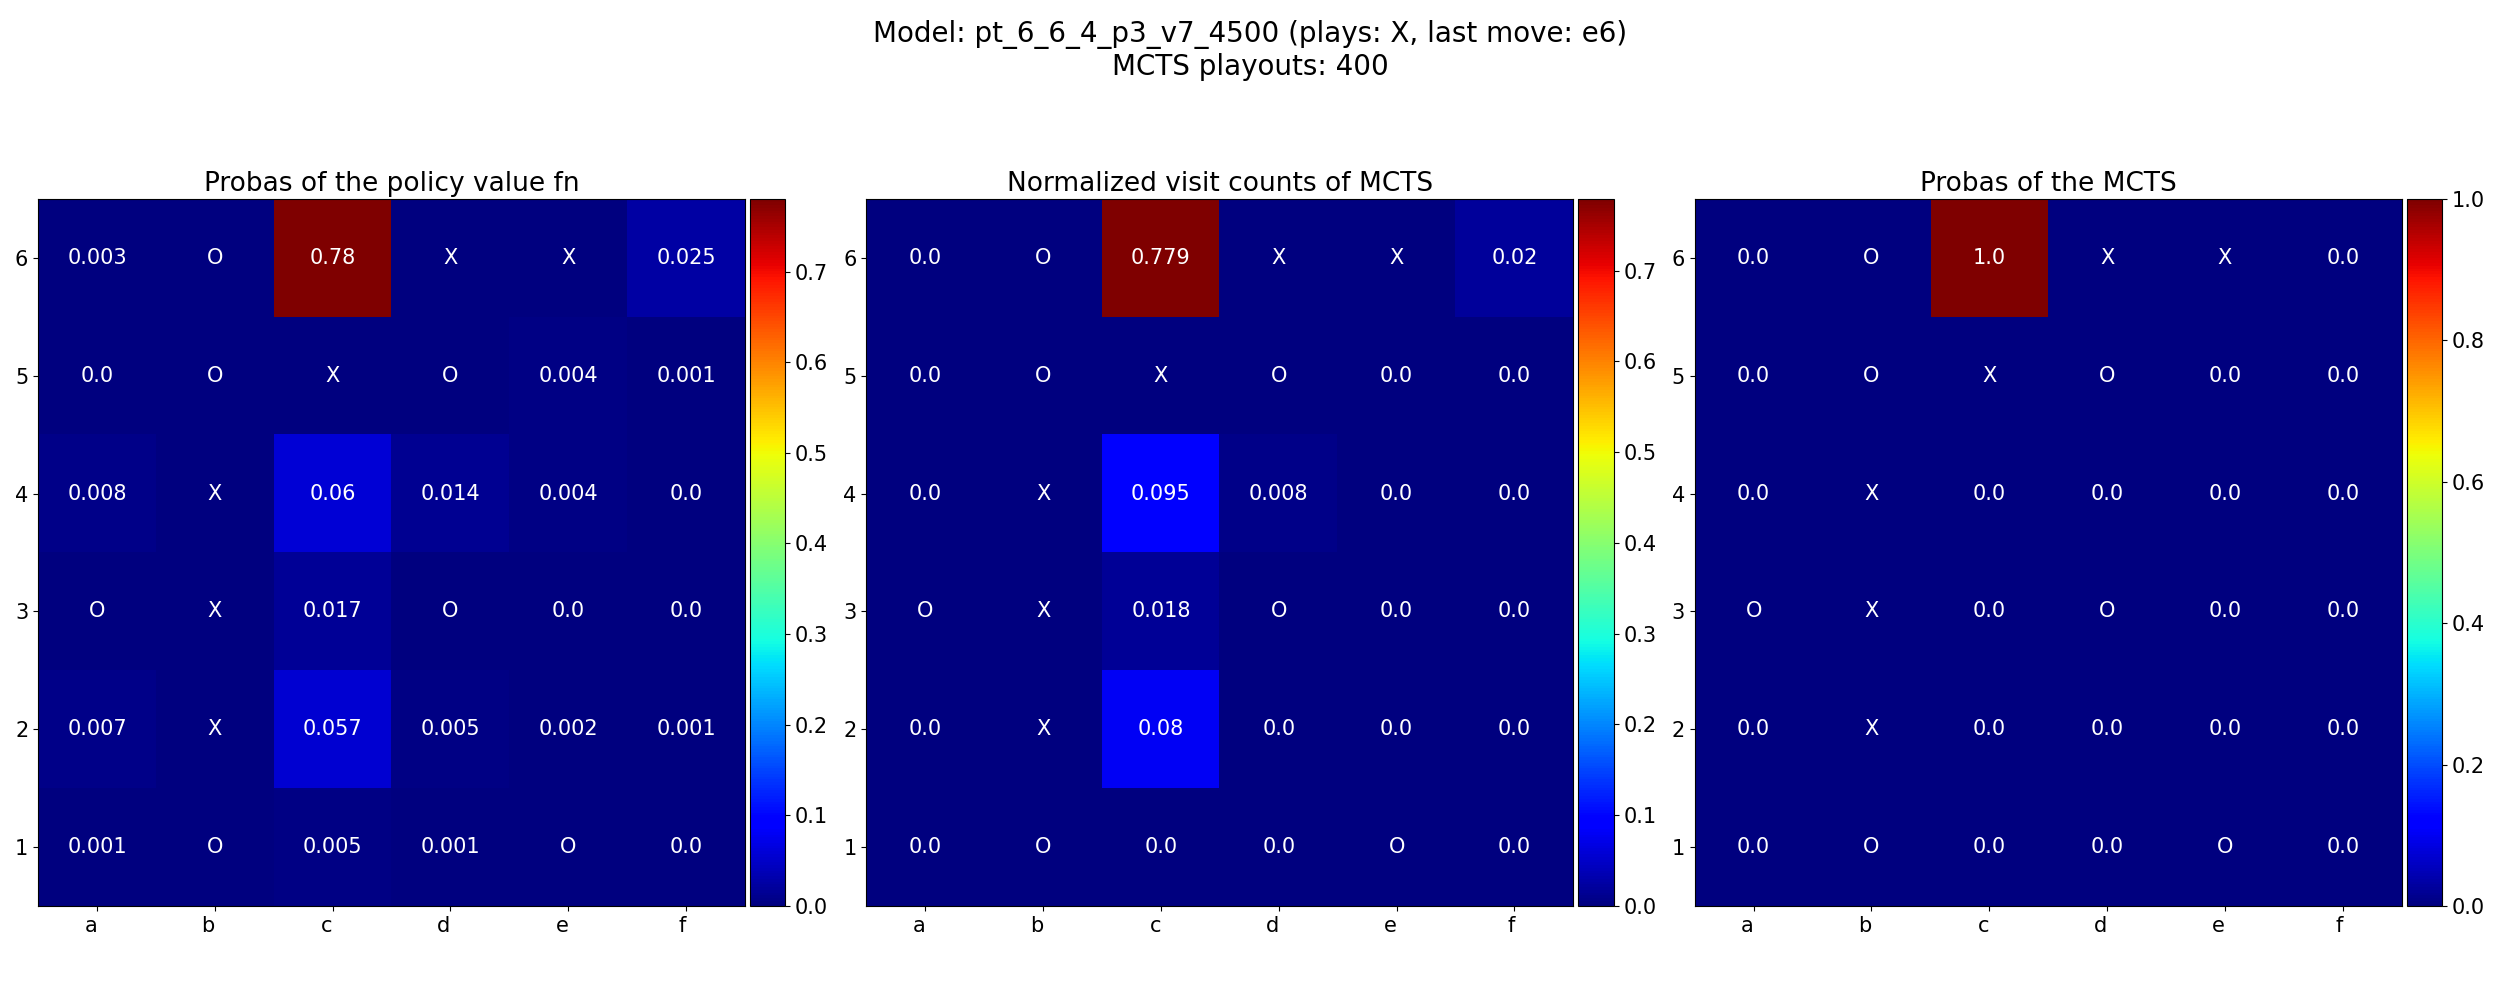 Model: pt_6_6_4_p3_v7_4500 (plays: X, last move: e6)
MCTS playouts: 400
Probas of the policy value fn
6 0.003 O 0.78 X X 0.025
5 0.0 O X O 0.004 0.001
4 0.008 X 0.06 0.014 0.004 0.0
3 O X 0.017 O 0.0 0.0
2 0.007 X 0.057 0.005 0.002 0.001
1 0.001 O 0.005 0.001 O 0.0
a b c d e f
0.7
0.6
0.5
0.4
0.3
0.2
0.1
0.0
Normalized visit counts of MCTS
6 0.0 O 0.779 X X 0.02
5 0.0 O X O 0.0 0.0
4 0.0 X 0.095 0.008 0.0 0.0
3 O X 0.018 O 0.0 0.0
2 0.0 X 0.08 0.0 0.0 0.0
1 0.0 O 0.0 0.0 O 0.0
a b c d e f
0.7
0.6
0.5
0.4
0.3
0.2
0.1
0.0
Probas of the MCTS
6 0.0 O 1.0 X X 0.0
5 0.0 O X O 0.0 0.0
4 0.0 X 0.0 0.0 0.0 0.0
3 O X 0.0 O 0.0 0.0
2 0.0 X 0.0 0.0 0.0 0.0
1 0.0 O 0.0 0.0 O 0.0
a b c d e f
1.0
0.8
0.6
0.4
0.2
0.0